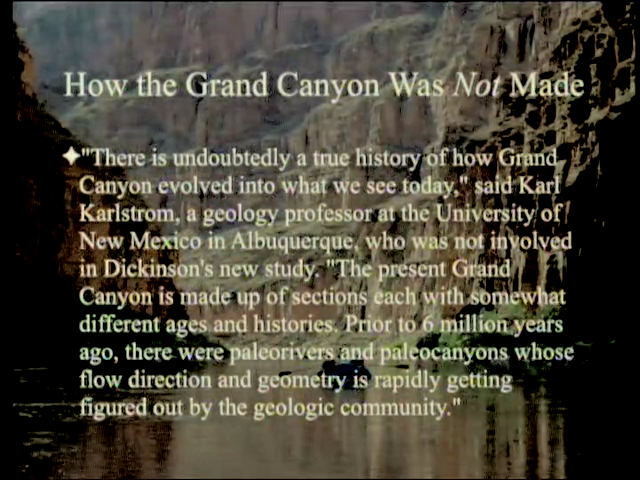 How the Grand Canyon Was Not Made
✦"There is undoubtedly a true history of how Grand
Canyon evolved into what we see today," said Karl
Karlstrom, a geology professor at the University of
New Mexico in Albuquerque, who was not involved
in Dickinson's new study. "The present Grand
Canyon is made up of sections each with somewhat
different ages and histories. Prior to 6 million years
ago, there were paleorivers and paleocanyons whose
flow direction and geometry is rapidly getting
figured out by the geologic community."